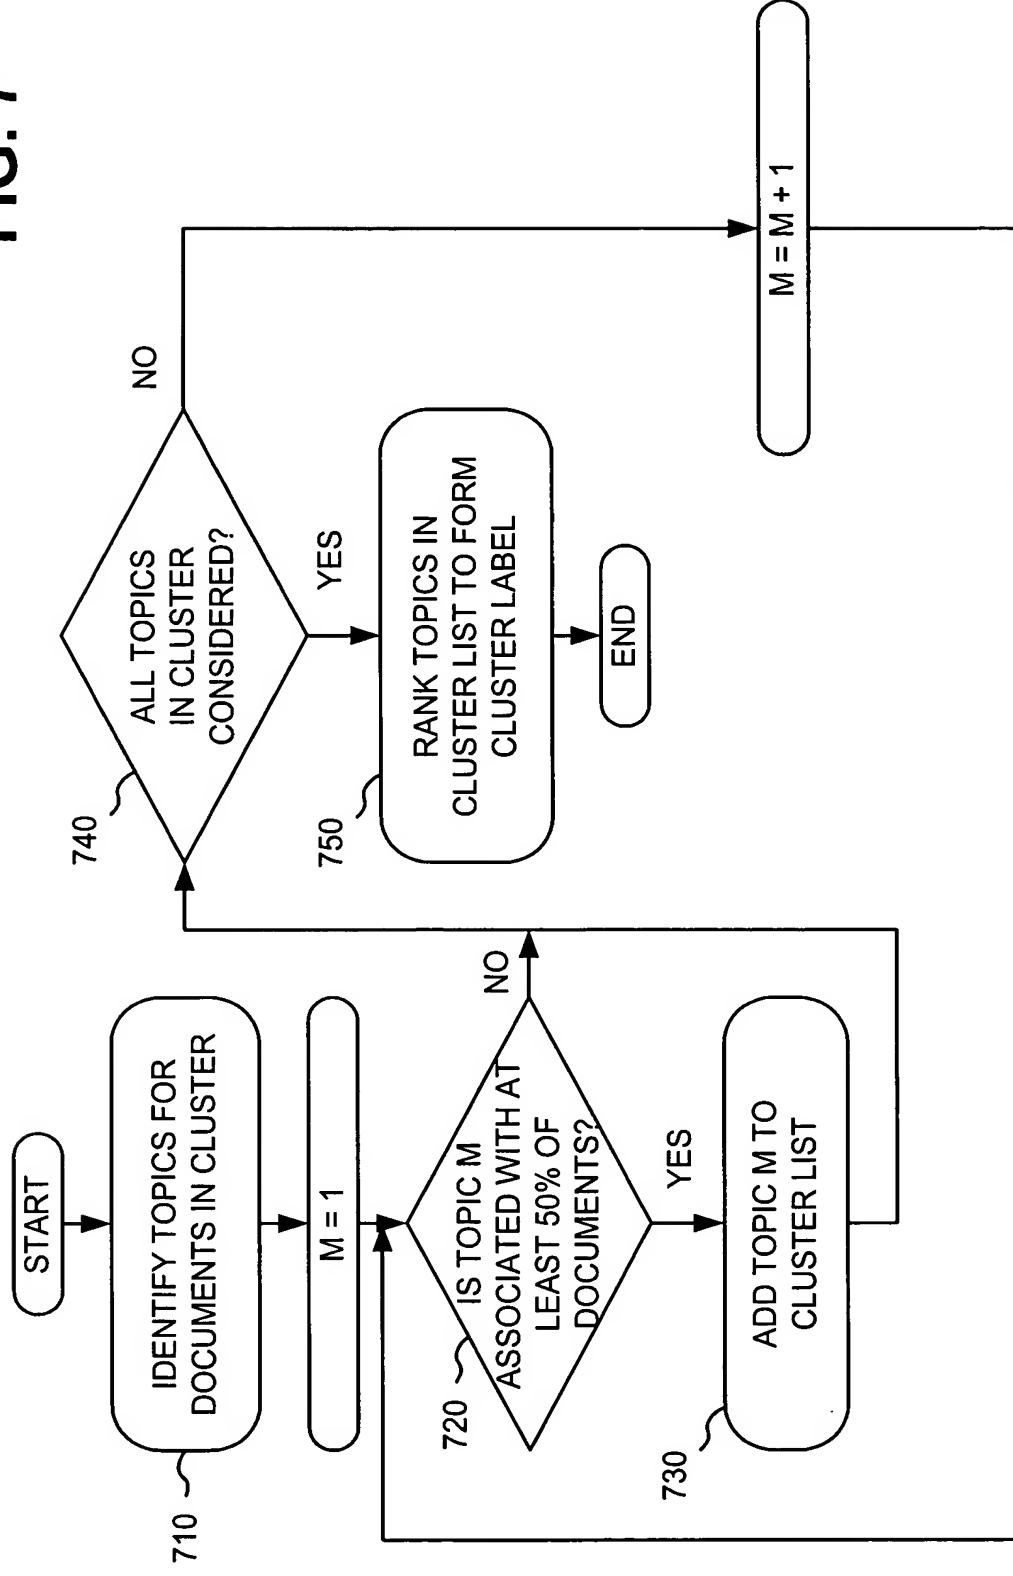 FIG. 7
START
IDENTIFY TOPICS FOR
DOCUMENTS IN CLUSTER
710
M = 1
IS TOPIC M
ASSOCIATED WITH AT
LEAST 50% OF
DOCUMENTS?
720
NO
YES
ADD TOPIC M TO
CLUSTER LIST
730
ALL TOPICS
IN CLUSTER
CONSIDERED?
740
NO
YES
RANK TOPICS IN
CLUSTER LIST TO FORM
CLUSTER LABEL
750
END
M = M + 1